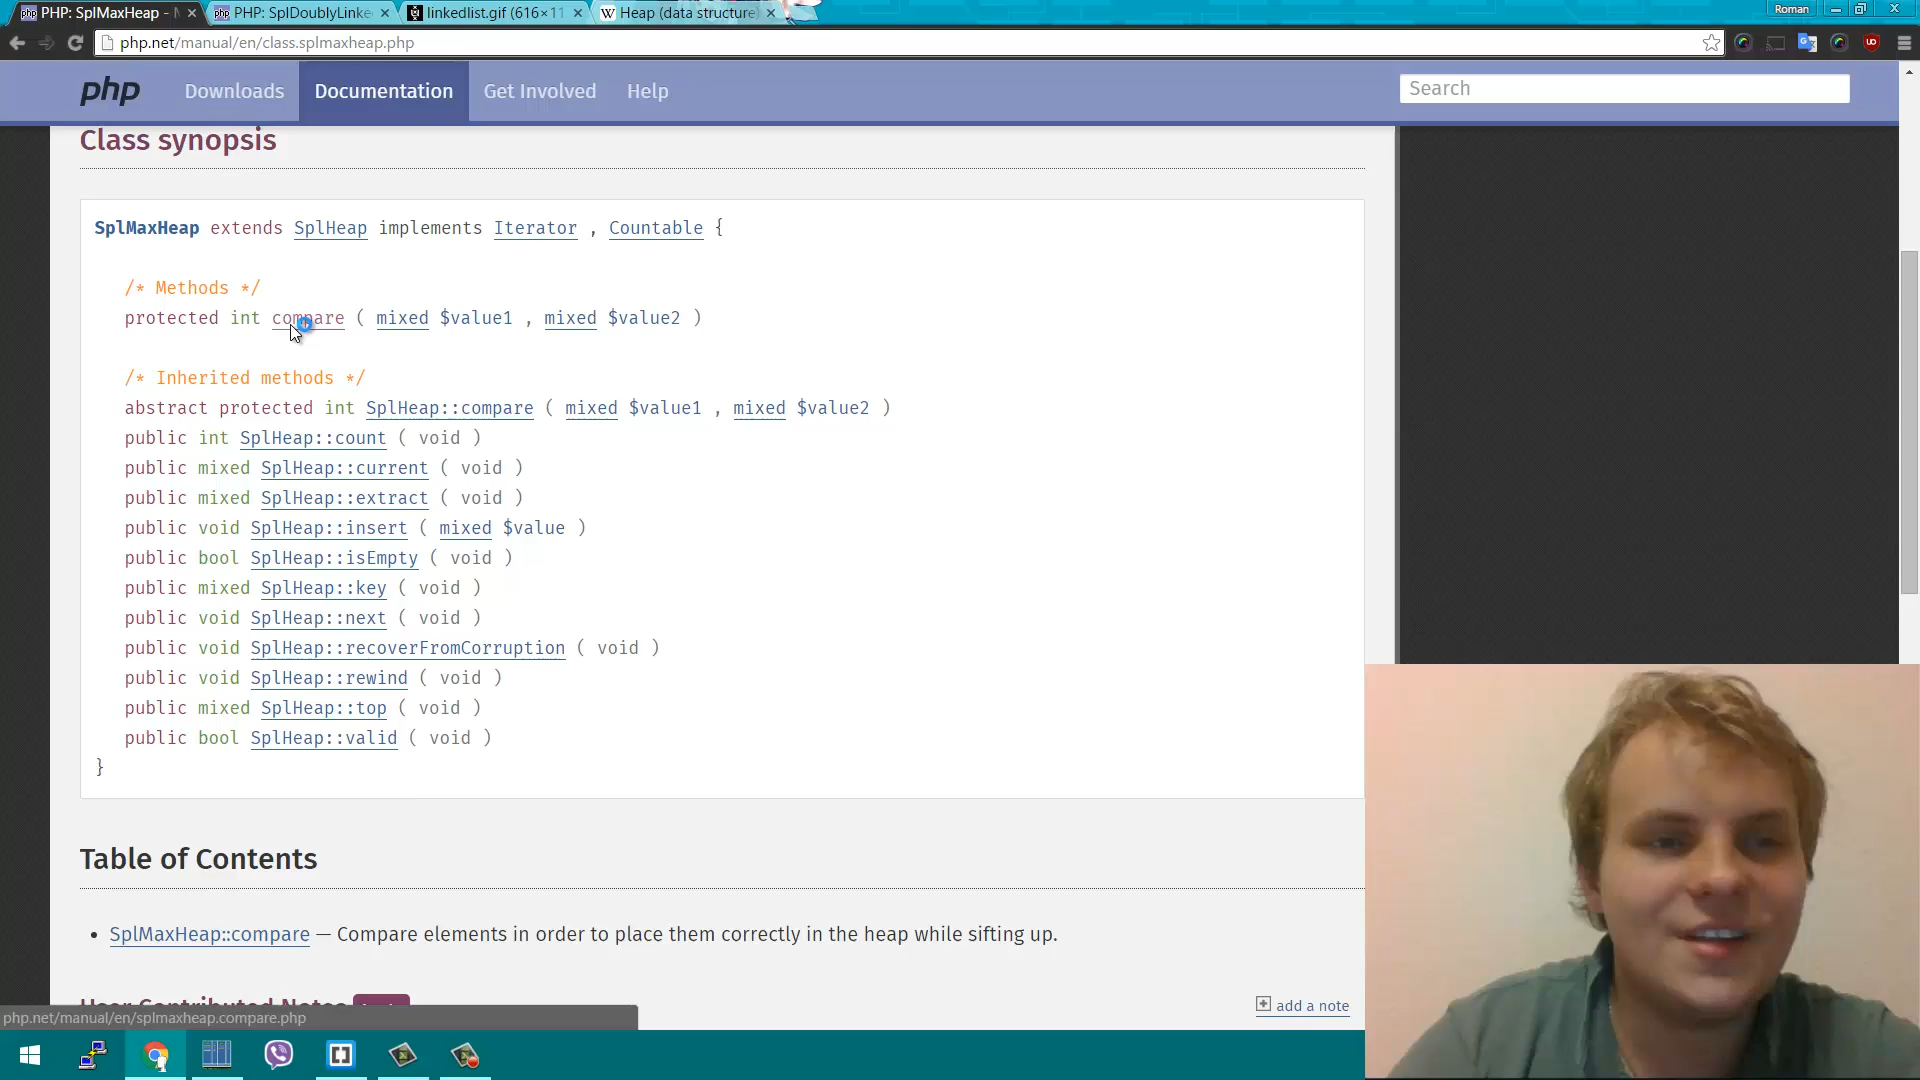 PHP: SplMaxHeap - M
PHP: SplDoublyLinke
linkedlist.gif (616×11
Heap (data structure)
Roman
php.net/manual/en/class.splmaxheap.php
php
Downloads
Documentation
Get Involved
Help
Search
Class synopsis
SplMaxHeap extends SplHeap implements Iterator , Countable {
/* Methods */
protected int compare ( mixed $value1 , mixed $value2 )
/* Inherited methods */
abstract protected int SplHeap::compare ( mixed $value1 , mixed $value2 )
public int SplHeap::count ( void )
public mixed SplHeap::current ( void )
public mixed SplHeap::extract ( void )
public void SplHeap::insert ( mixed $value )
public bool SplHeap::isEmpty ( void )
public mixed SplHeap::key ( void )
public void SplHeap::next ( void )
public void SplHeap::recoverFromCorruption ( void )
public void SplHeap::rewind ( void )
public mixed SplHeap::top ( void )
public bool SplHeap::valid ( void )
}
Table of Contents
• SplMaxHeap::compare — Compare elements in order to place them correctly in the heap while sifting up.
User Contributed Notes
add a note
php.net/manual/en/splmaxheap.compare.php